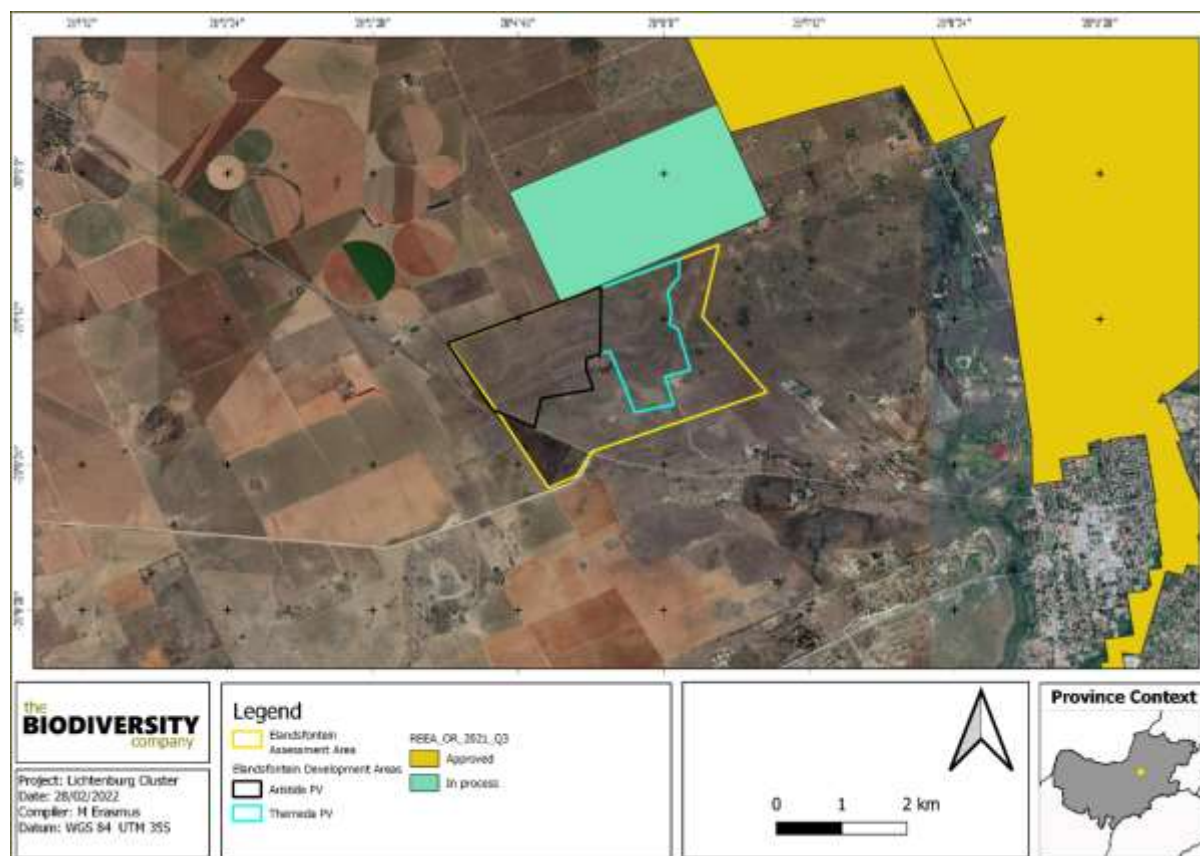 the
BIODIVERSITY
company
Project: Lichtenburg Cluster
Date: 28/02/2022
Compiler: M Erasmus
Datum: WGS 84 UTM 35S
Legend
Elandsfontein
Assessment Area
Elandsfontein Development Areas
Aristida PV
Themeda PV
REEA_OR_2021_Q3
Approved
In process
0 1 2 km
Province Context